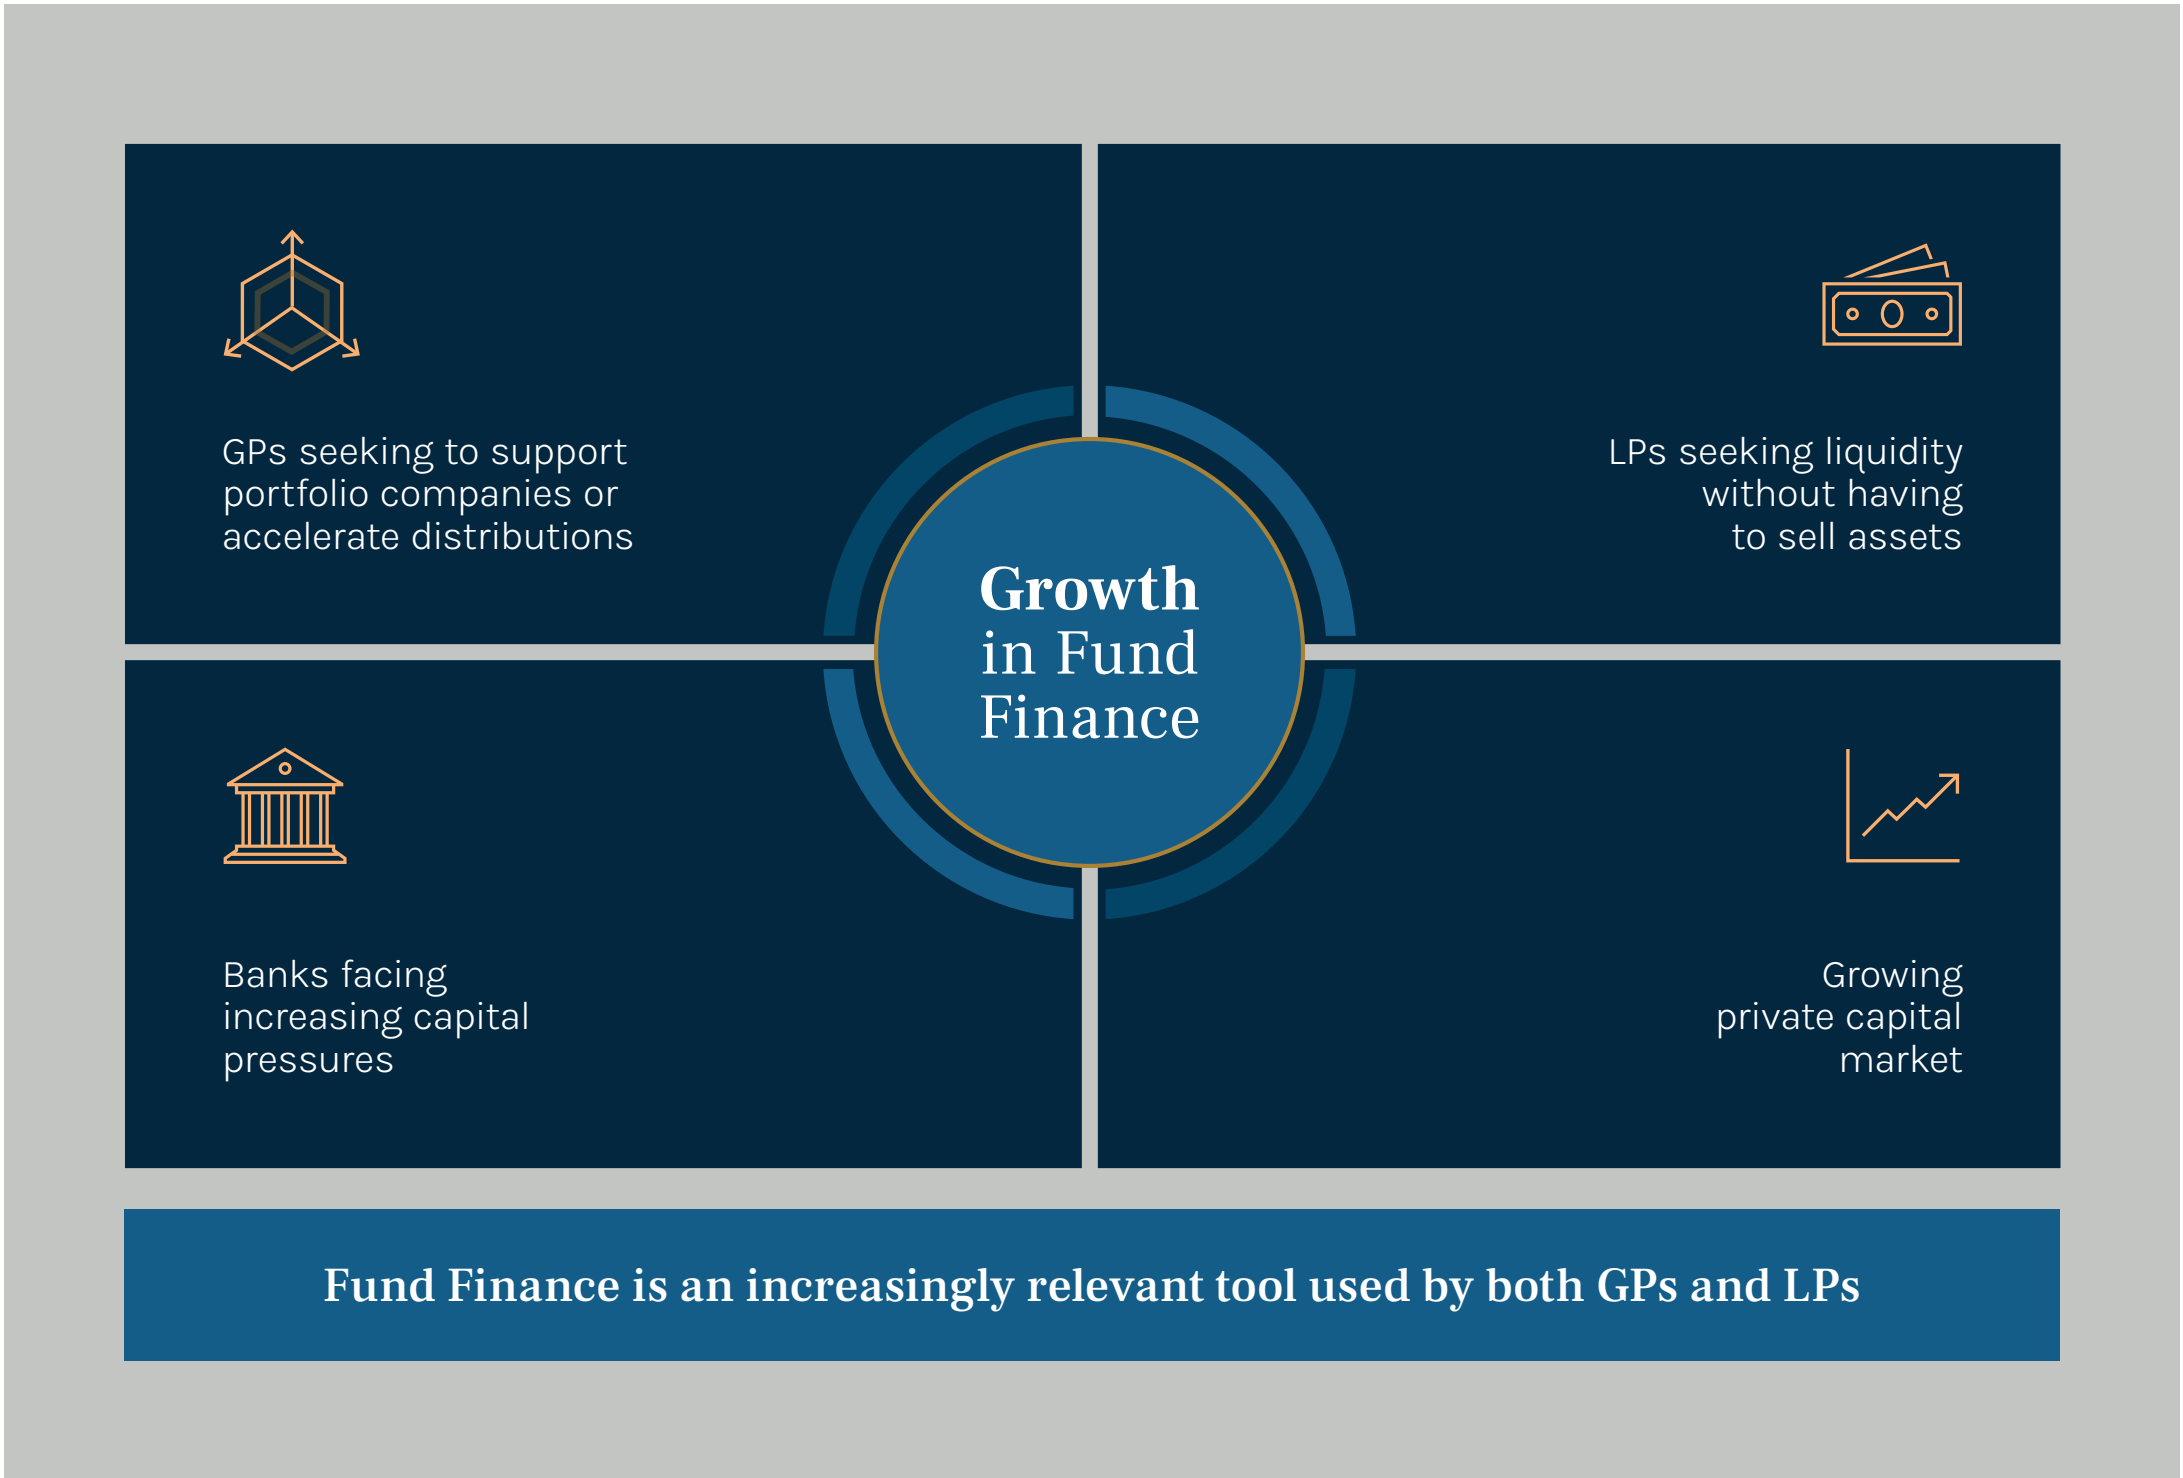 GPs seeking to support
portfolio companies or
accelerate distributions
LPs seeking liquidity
without having
to sell assets
Growth
in Fund
Finance
Banks facing
increasing capital
pressures
Growing
private capital
market
Fund Finance is an increasingly relevant tool used by both GPs and LPs